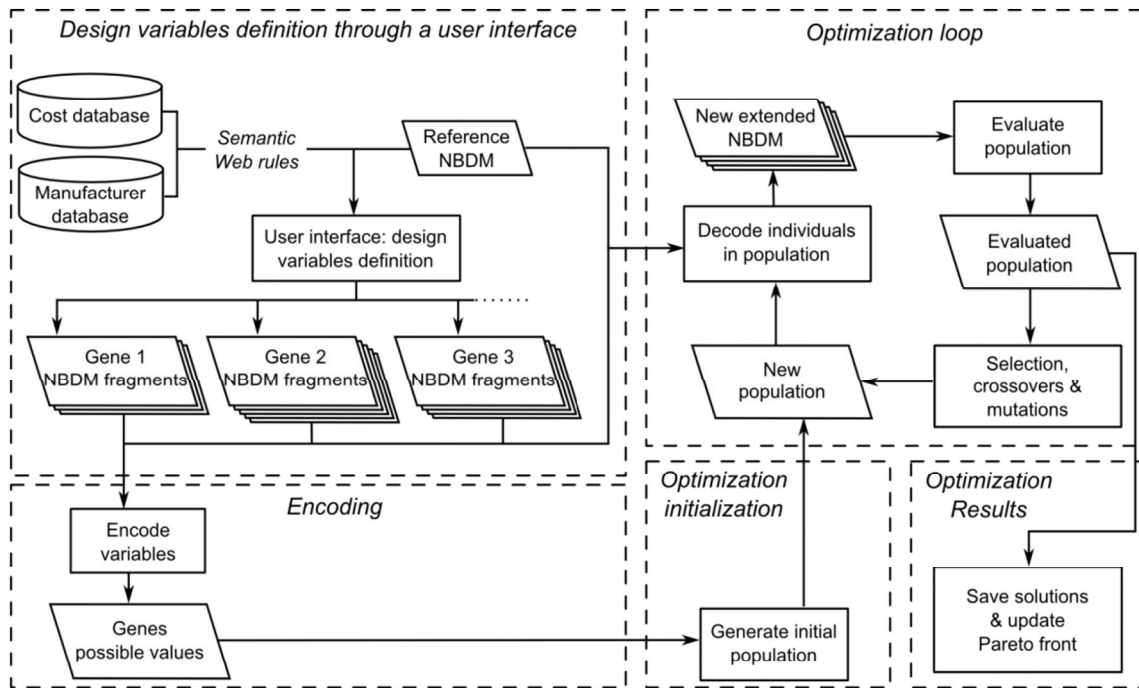 Design variables definition through a user interface
Cost database
Manufacturer
database
Semantic
Web rules
Reference
NBDM
User interface: design
variables definition
Gene 1
NBDM fragments
Gene 2
NBDM fragments
Gene 3
NBDM fragments
Encoding
Encode
variables
Genes
possible values
Optimization loop
New extended
NBDM
Evaluate
population
Decode individuals
in population
Evaluated
population
New
population
Selection,
crossovers &
mutations
Optimization
initialization
Generate initial
population
Optimization
Results
Save solutions
& update
Pareto front